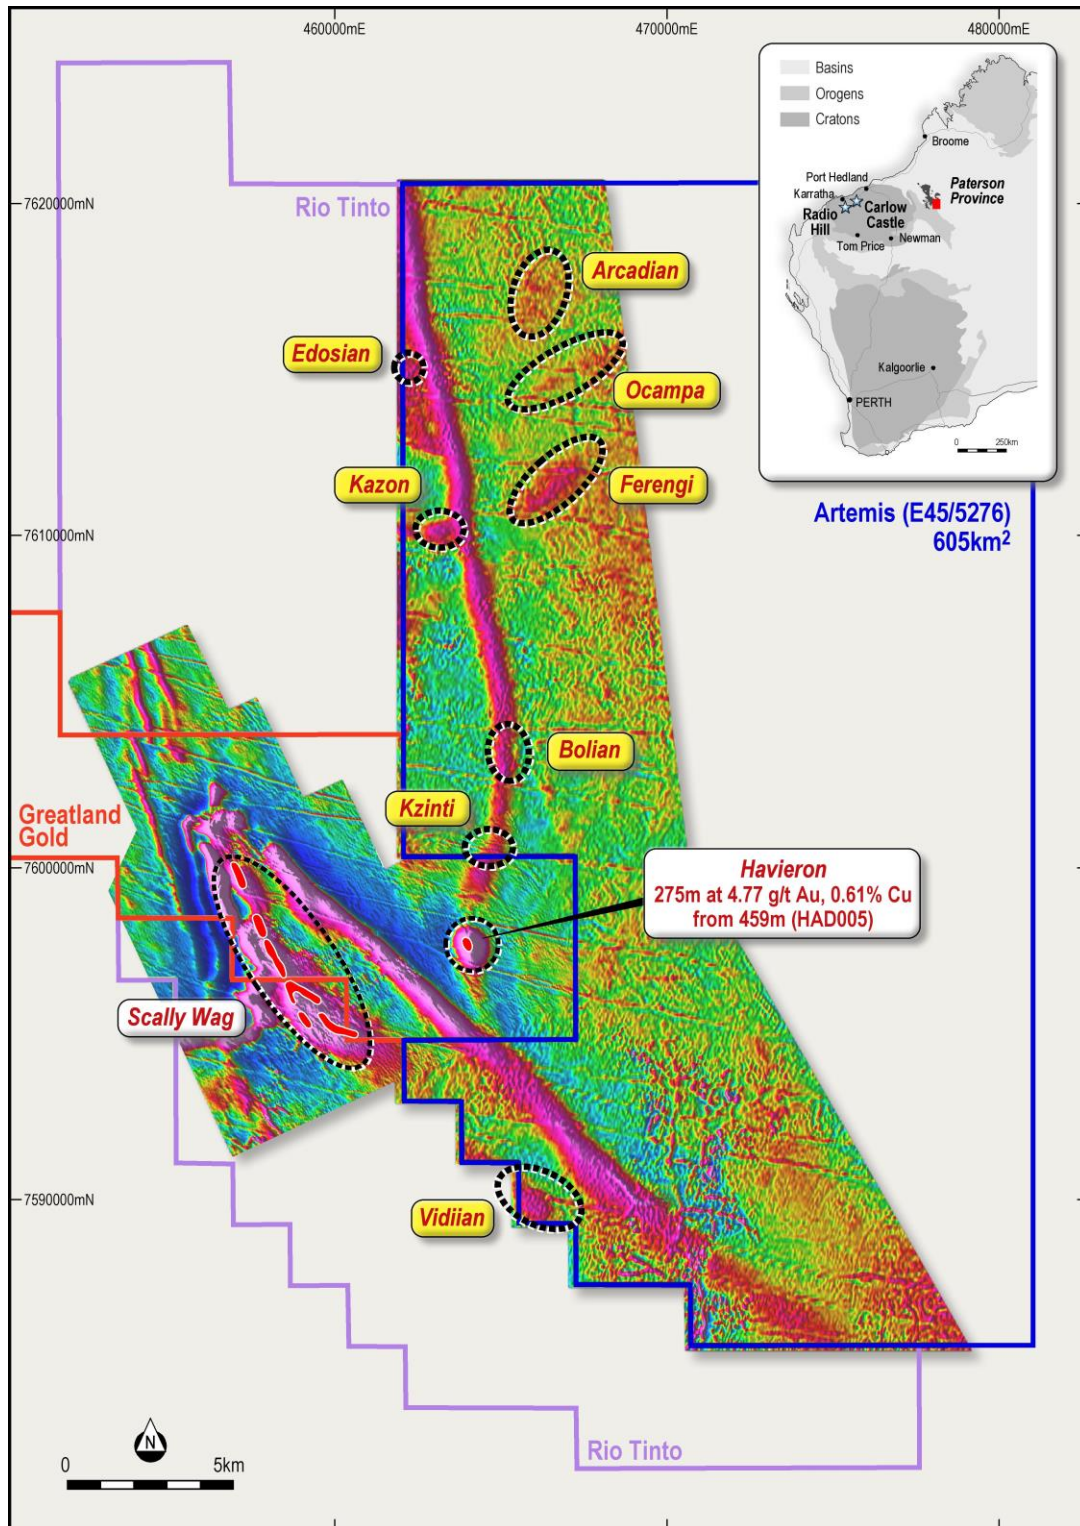 460000mE
470000mE
480000mE
Basins
Orogens
Cratons
Broome
Port Hedland
Karratha
Paterson
Province
Carlow
Castle
Radio
Hill
Tom Price
Newman
Kalgoorlie
PERTH
0
250km
7620000mN
Rio Tinto
Arcadian
Edosian
Ocampa
Kazon
Ferengi
Artemis (E45/5276)
605km²
7610000mN
Bolian
Kzinti
Greatland
Gold
7600000mN
Havieron
275m at 4.77 g/t Au, 0.61% Cu
from 459m (HAD005)
Scally Wag
7590000mN
Vidiian
N
0
5km
Rio Tinto